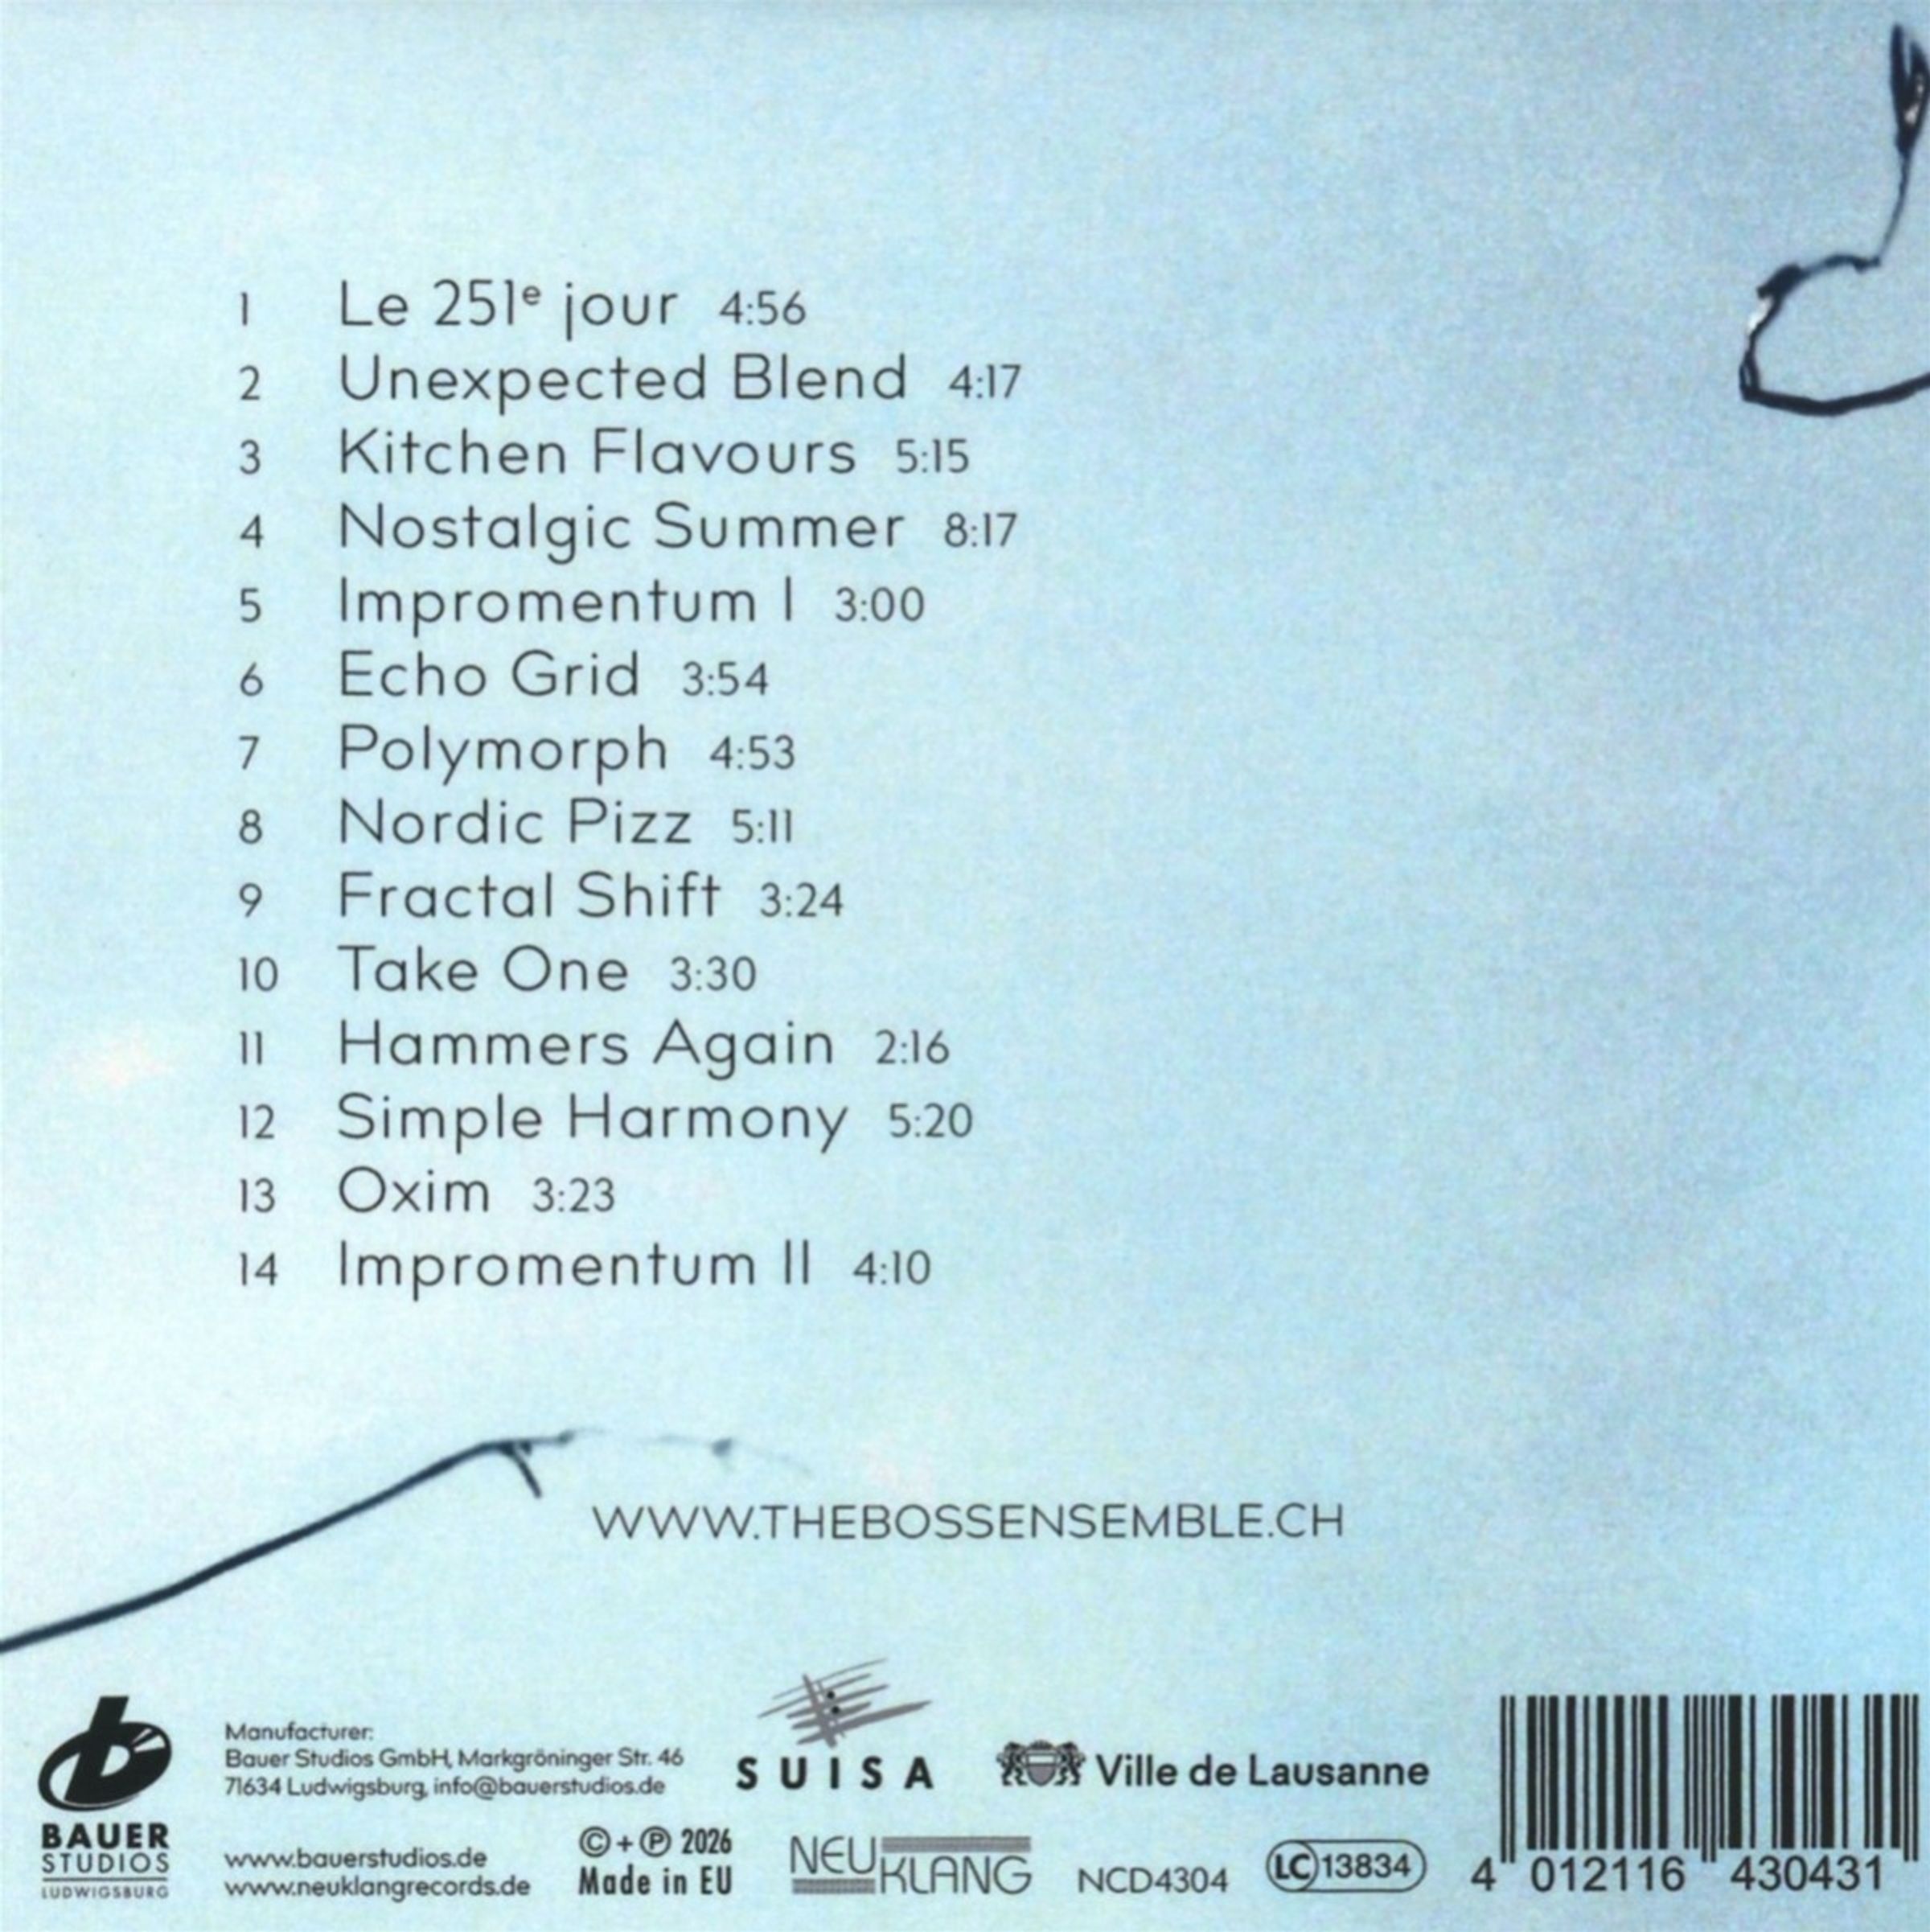 1 Le 251e jour 4:56
2 Unexpected Blend 4:17
3 Kitchen Flavours 5:15
4 Nostalgic Summer 8:17
5 Impromentum I 3:00
6 Echo Grid 3:54
7 Polymorph 4:53
8 Nordic Pizz 5:11
9 Fractal Shift 3:24
10 Take One 3:30
11 Hammers Again 2:16
12 Simple Harmony 5:20
13 Oxim 3:23
14 Impromentum II 4:10
WWW.THEBOSSENSEMBLE.CH
BAUER
STUDIOS
LUDWIGSBURG
Manufacturer:
Bauer Studios GmbH, Markgröninger Str. 46
71634 Ludwigsburg, info@bauerstudios.de
www.bauerstudios.de
www.neuklangrecords.de
SUISA
Ville de Lausanne
©+℗ 2026
Made in EU
NEUKLANG
NCD4304
LC 13834
4 012116 430431